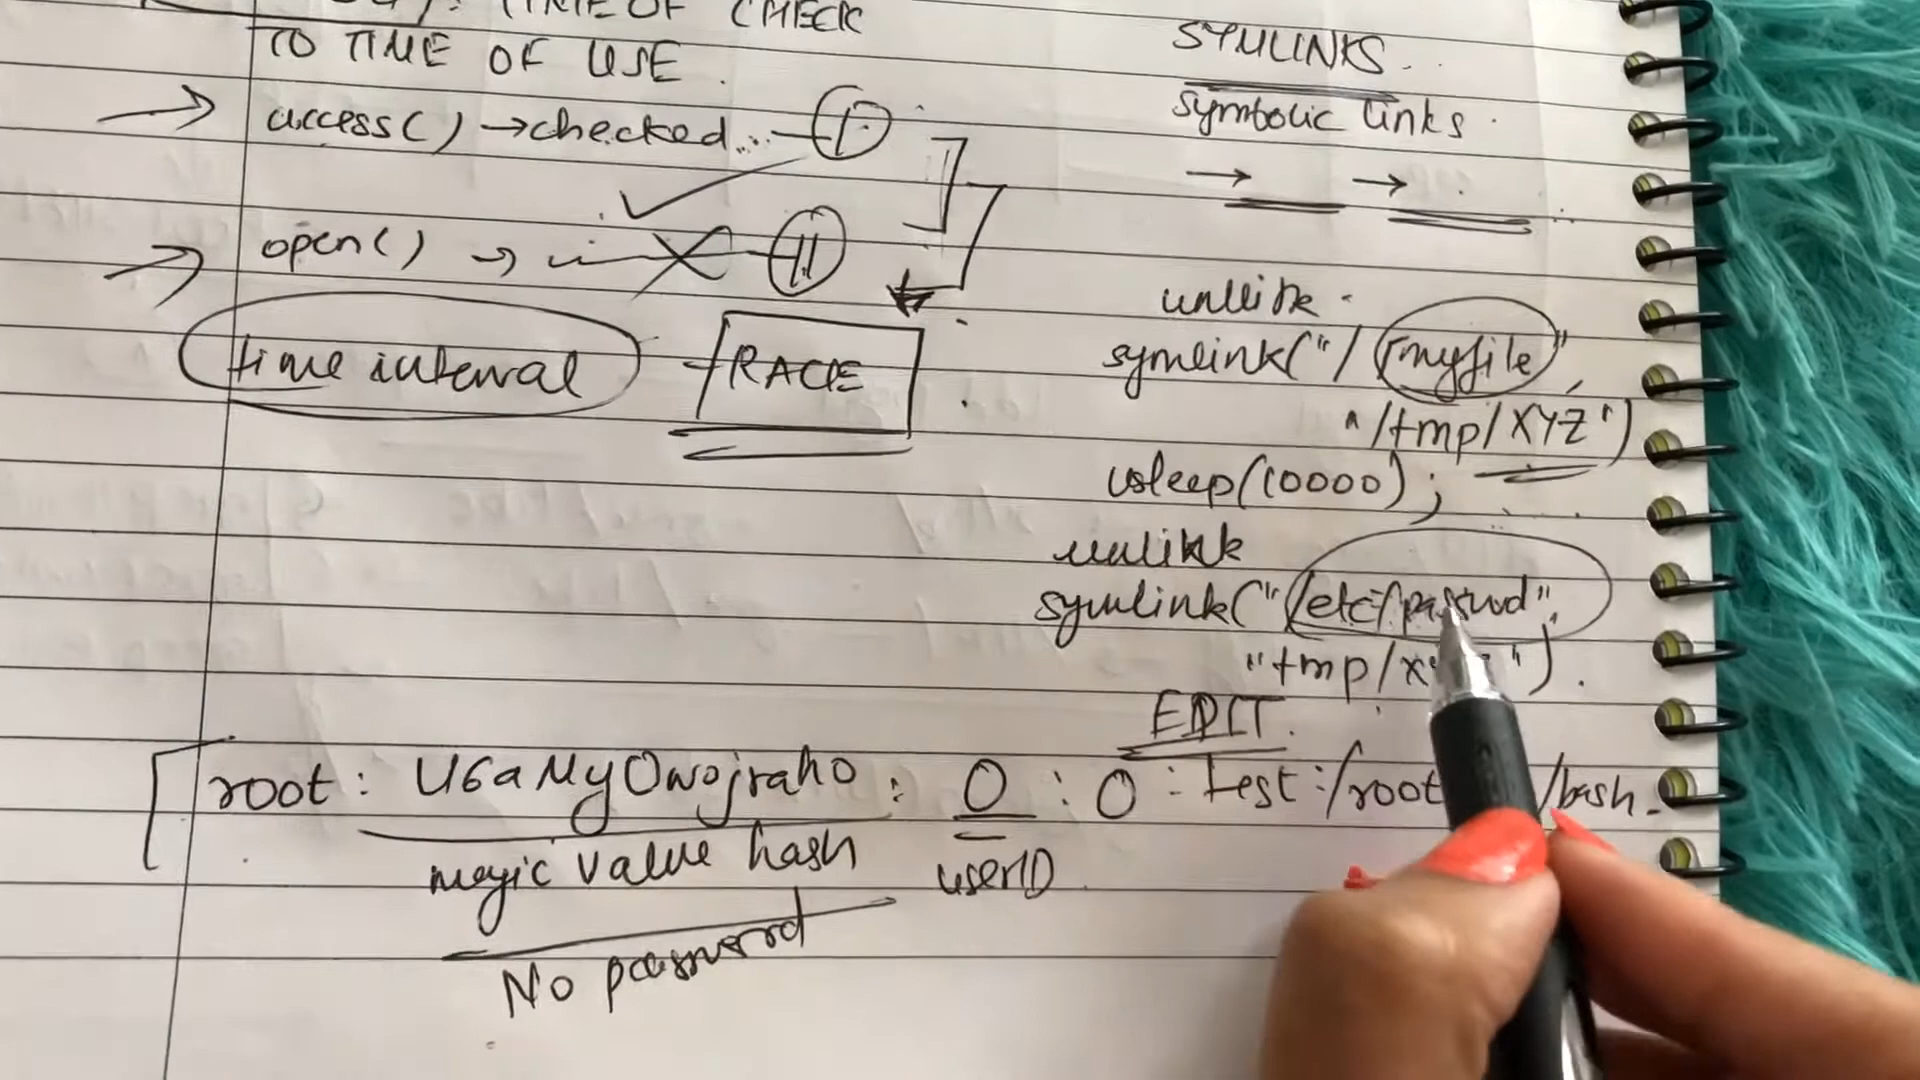 TIME OF CHECK
TO TIME OF USE.
access() → checked... I
open() → II
time interval
RACE
SYMLINKS
symbolic links
→ →
unlink
symlink("/myfile"
"/tmp/XYZ")
usleep(10000);
unlink
symlink("/etc/passwd",
"tmp/X
EDIT.
root: U6aMyOwojraho: 0 : 0 : test:/root /bash
magic value hash
userID
No password